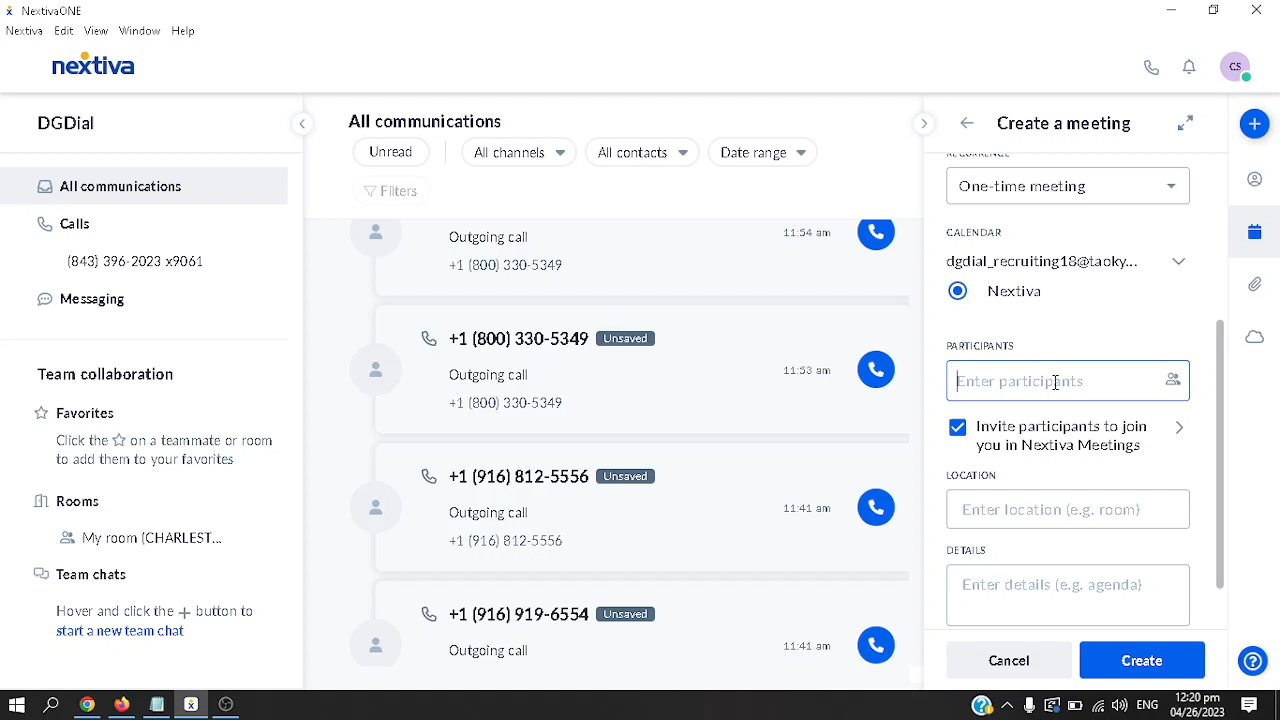 NextivaONE
Nextiva Edit View Window Help
nextiva
CS
DGDial
All communications
Calls
(843) 396-2023 x9061
Messaging
Team collaboration
Favorites
Click the ☆ on a teammate or room
to add them to your favorites
Rooms
My room (CHARLEST...
Team chats
Hover and click the + button to
start a new team chat
All communications
Unread
All channels
All contacts
Date range
Filters
Outgoing call
11:54 am
+1 (800) 330-5349
+1 (800) 330-5349 Unsaved
Outgoing call
11:53 am
+1 (800) 330-5349
+1 (916) 812-5556 Unsaved
Outgoing call
11:41 am
+1 (916) 812-5556
+1 (916) 919-6554 Unsaved
Outgoing call
11:41 am
Create a meeting
RECURRENCE
One-time meeting
CALENDAR
dgdial_recruiting18@taoky...
Nextiva
PARTICIPANTS
Enter participants
Invite participants to join
you in Nextiva Meetings
LOCATION
Enter location (e.g. room)
DETAILS
Enter details (e.g. agenda)
Cancel
Create
ENG
12:20 pm
04/26/2023